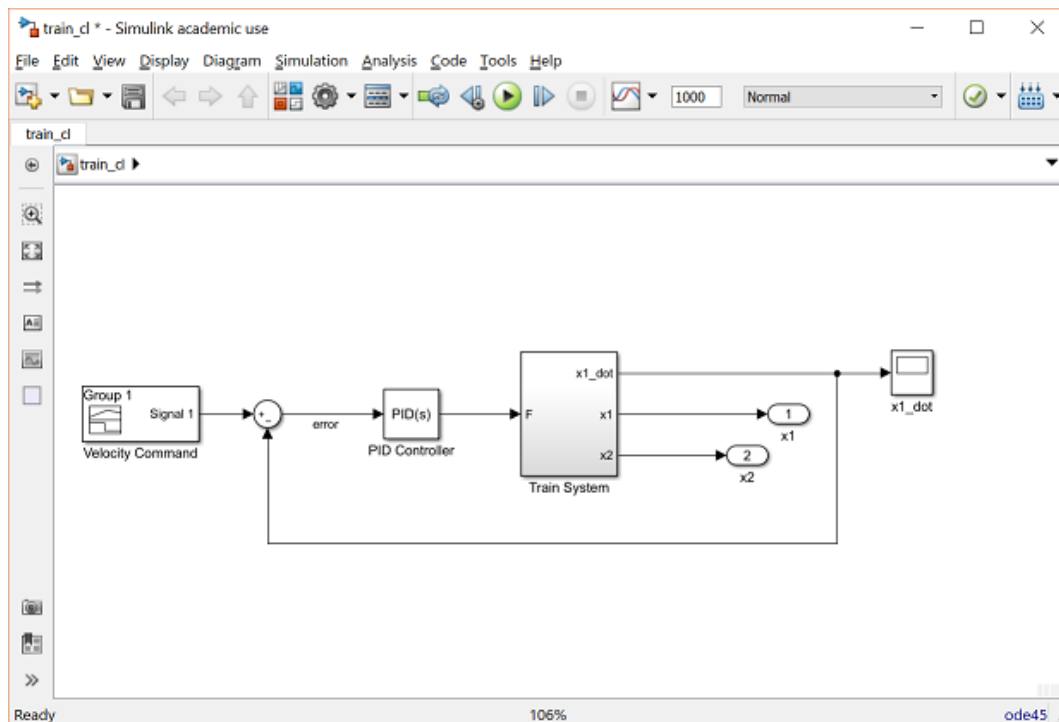 train_cl * - Simulink academic use
File Edit View Display Diagram Simulation Analysis Code Tools Help
1000 Normal
train_cl
train_cl
Group 1
Signal 1
Velocity Command
+
-
error
PID(s)
PID Controller
F
x1_dot
x1
x2
Train System
1
x1
2
x2
x1_dot
Ready 106% ode45